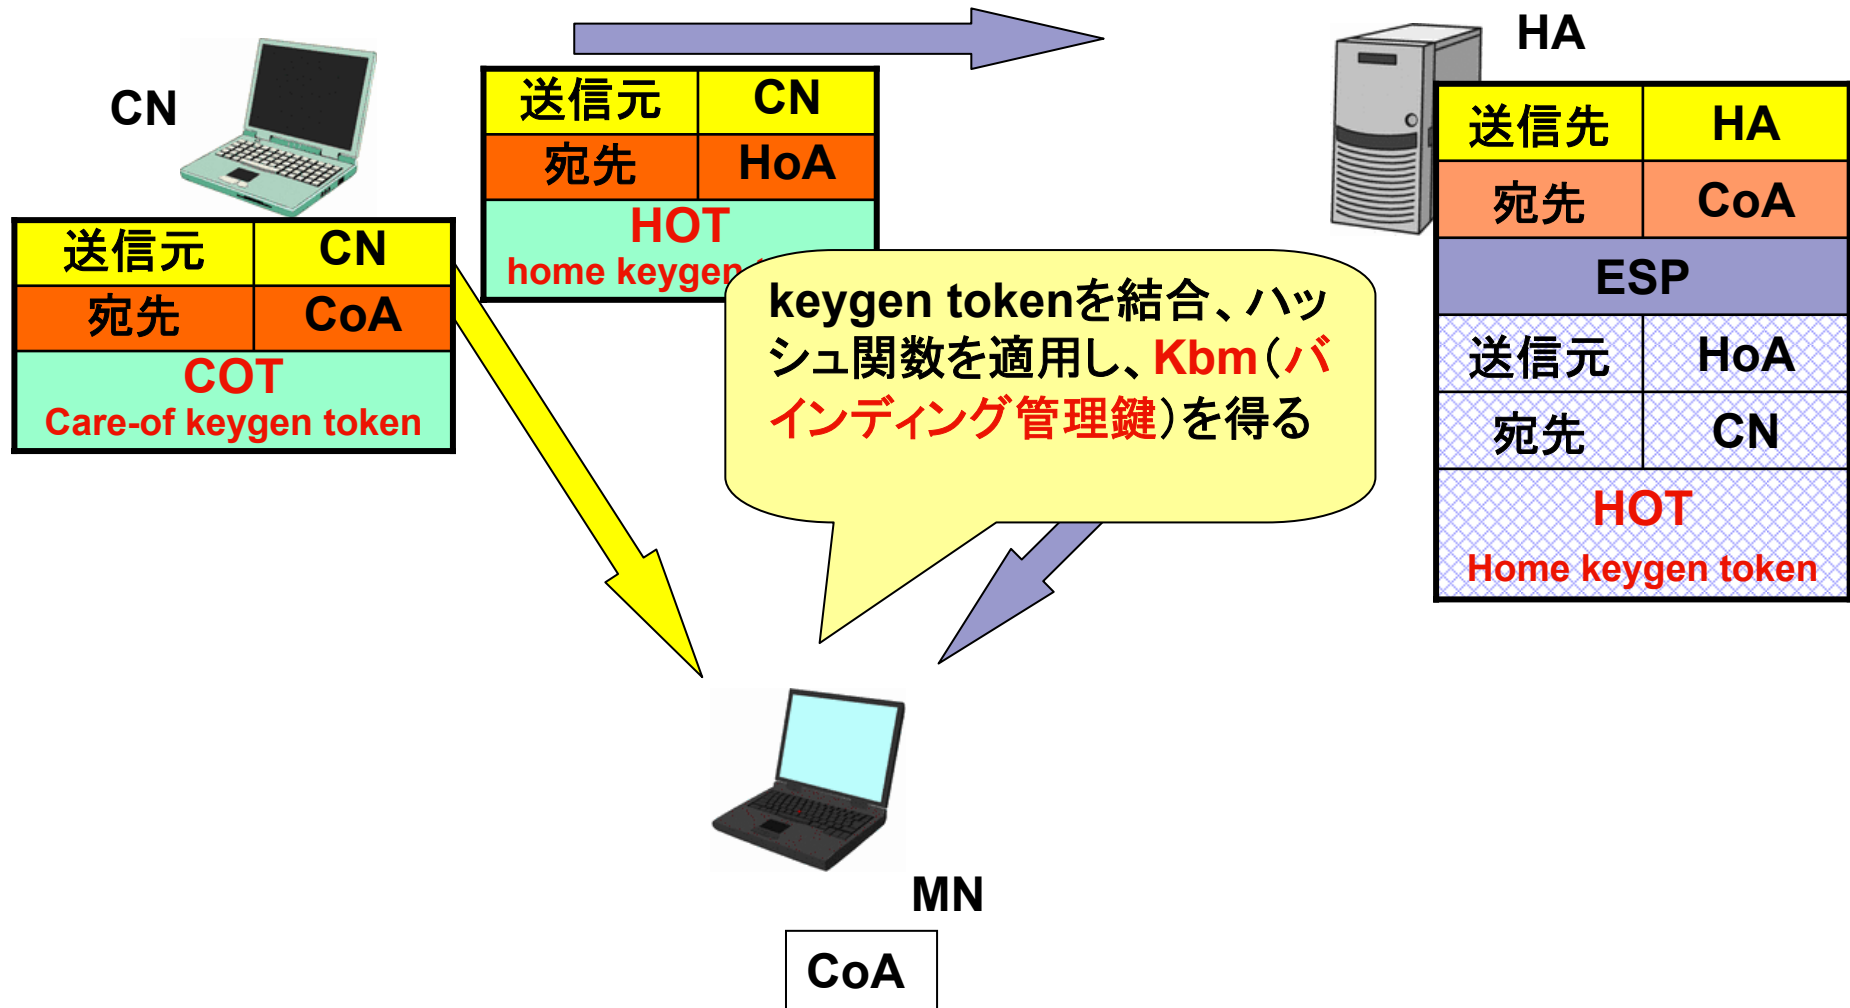 CN
HA
送信元 CN
宛先 HoA
HOT
home keygen
送信元 CN
宛先 CoA
COT
Care-of keygen token
keygen tokenを結合、ハッ
シュ関数を適用し、Kbm(バ
インディング管理鍵)を得る
送信先 HA
宛先 CoA
ESP
送信元 HoA
宛先 CN
HOT
Home keygen token
MN
CoA